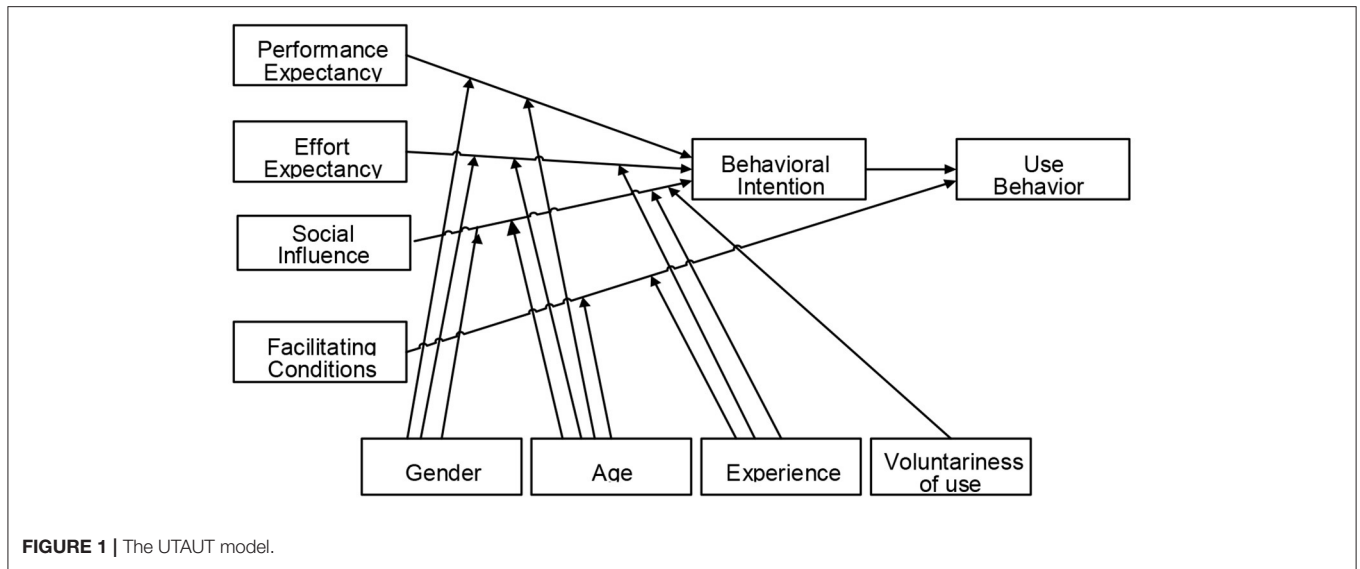 Performance
Expectancy
Effort
Expectancy
Social
Influence
Facilitating
Conditions
Behavioral
Intention
Use
Behavior
Gender
Age
Experience
Voluntariness
of use
FIGURE 1 | The UTAUT model.